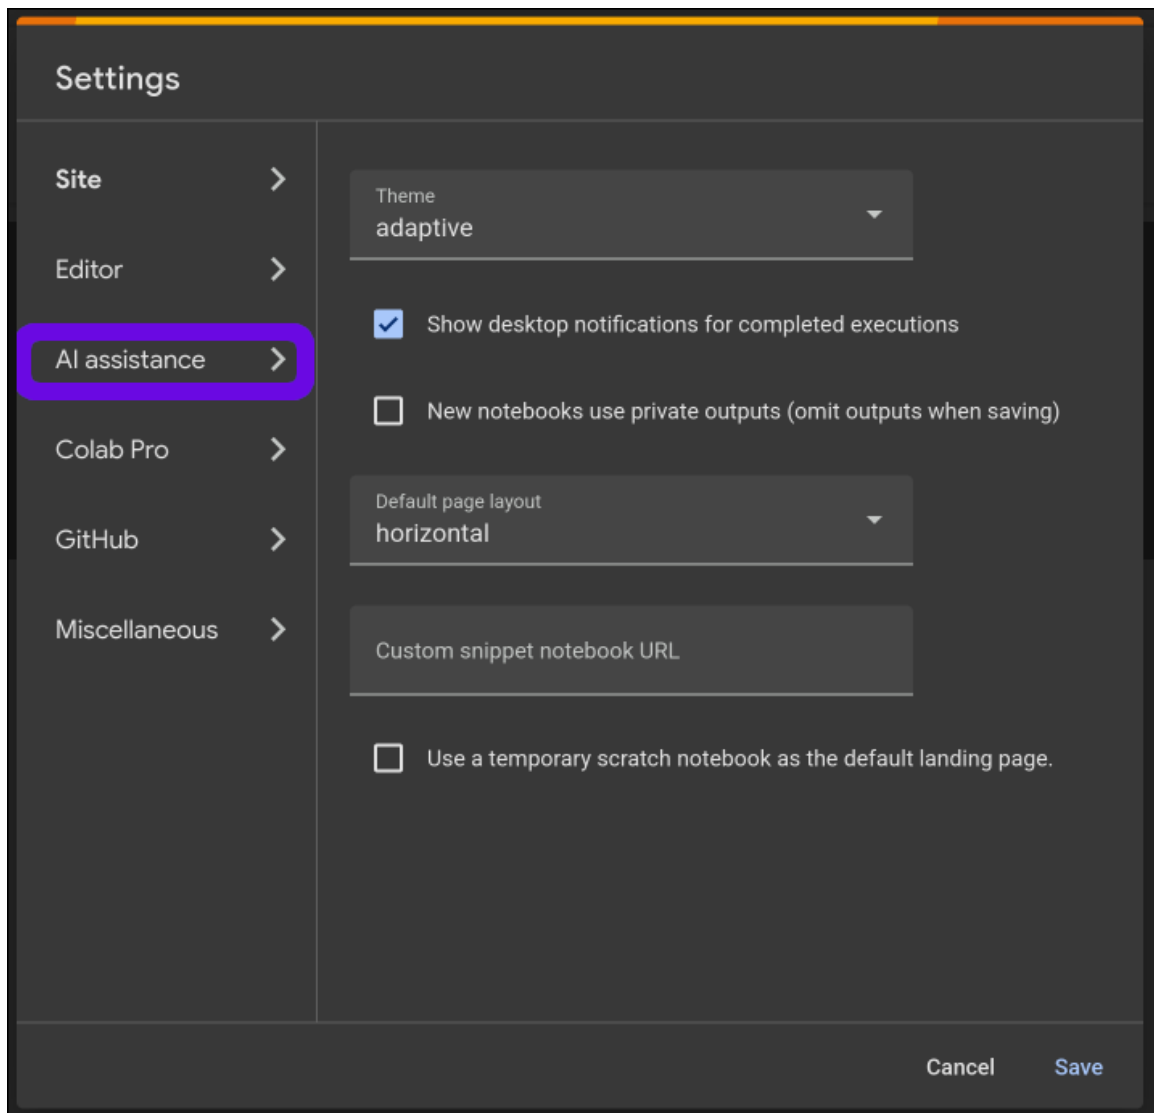 Settings
Site
Editor
AI assistance
Colab Pro
GitHub
Miscellaneous
Theme
adaptive
Show desktop notifications for completed executions
New notebooks use private outputs (omit outputs when saving)
Default page layout
horizontal
Custom snippet notebook URL
Use a temporary scratch notebook as the default landing page.
Cancel
Save